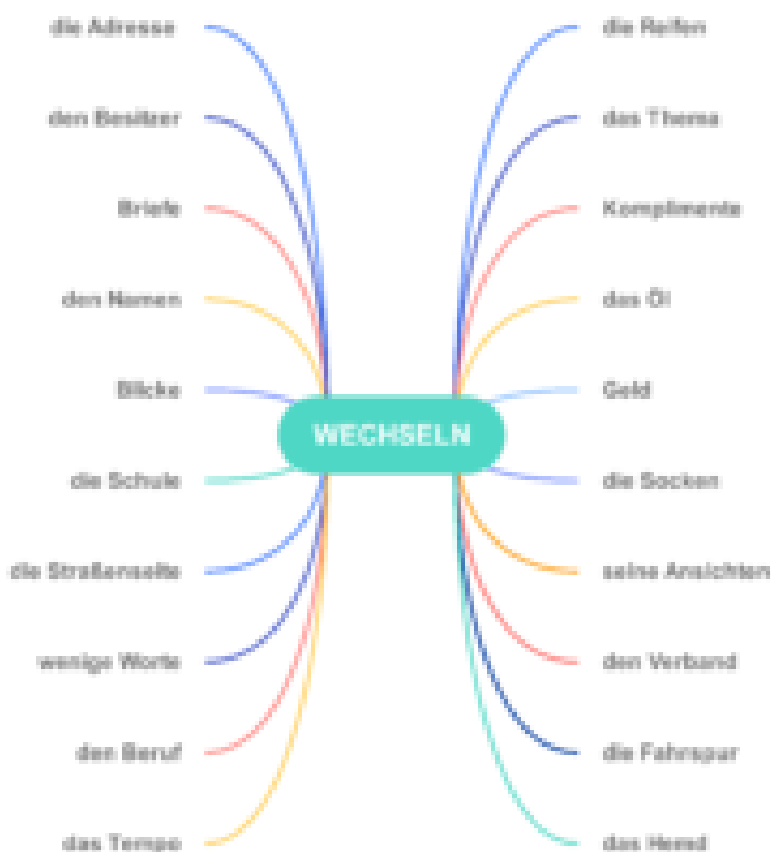 die Adresse
den Besitzer
Briefe
den Namen
Blicke
die Schule
die Straßenseite
wenige Worte
den Beruf
das Tempo
WECHSELN
die Reifen
das Thema
Komplimente
das Öl
Geld
die Socken
seine Ansichten
den Verband
die Fahrspur
das Hemd